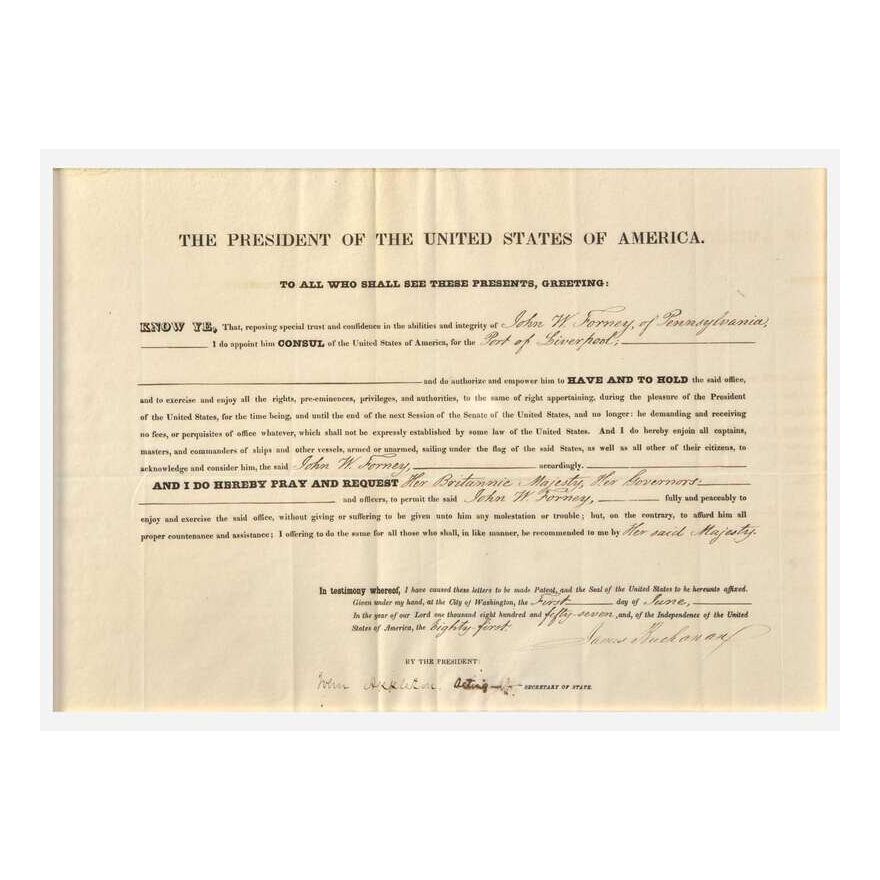 THE PRESIDENT OF THE UNITED STATES OF AMERICA.
TO ALL WHO SHALL SEE THESE PRESENTS, GREETING:
KNOW YE, That, reposing special trust and confidence in the abilities and integrity of John W. Forney, of Pennsylvania,
I do appoint him CONSUL of the United States of America, for the Port of Liverpool;
and do authorize and empower him to HAVE AND TO HOLD the said office,
and to exercise and enjoy all the rights, pre-eminences, privileges, and authorities, to the same of right appertaining, during the pleasure of the President
of the United States, for the time being, and until the end of the next Session of the Senate of the United States, and no longer: he demanding and receiving
no fees, or perquisites of office whatever, which shall not be expressly established by some law of the United States. And I do hereby enjoin all captains,
masters, and commanders of ships and other vessels, armed or unarmed, sailing under the flag of the said States, as well as all other of their citizens, to
acknowledge and consider him, the said John W. Forney, accordingly.
AND I DO HEREBY PRAY AND REQUEST Her Britannic Majesty, Her Governors
and officers, to permit the said John W. Forney, fully and peaceably to
enjoy and exercise the said office, without giving or suffering to be given unto him any molestation or trouble; but, on the contrary, to afford him all
proper countenance and assistance; I offering to do the same for all those who shall, in like manner, be recommended to me by Her said Majesty.
In testimony whereof, I have caused these letters to be made Patent, and the Seal of the United States to be hereunto affixed.
Given under my hand, at the City of Washington, the First day of June,
In the year of our Lord one thousand eight hundred and fifty seven, and, of the Independence of the United
States of America, the Eighty first.
James Buchanan
BY THE PRESIDENT:
John Appleton, Acting SECRETARY OF STATE.